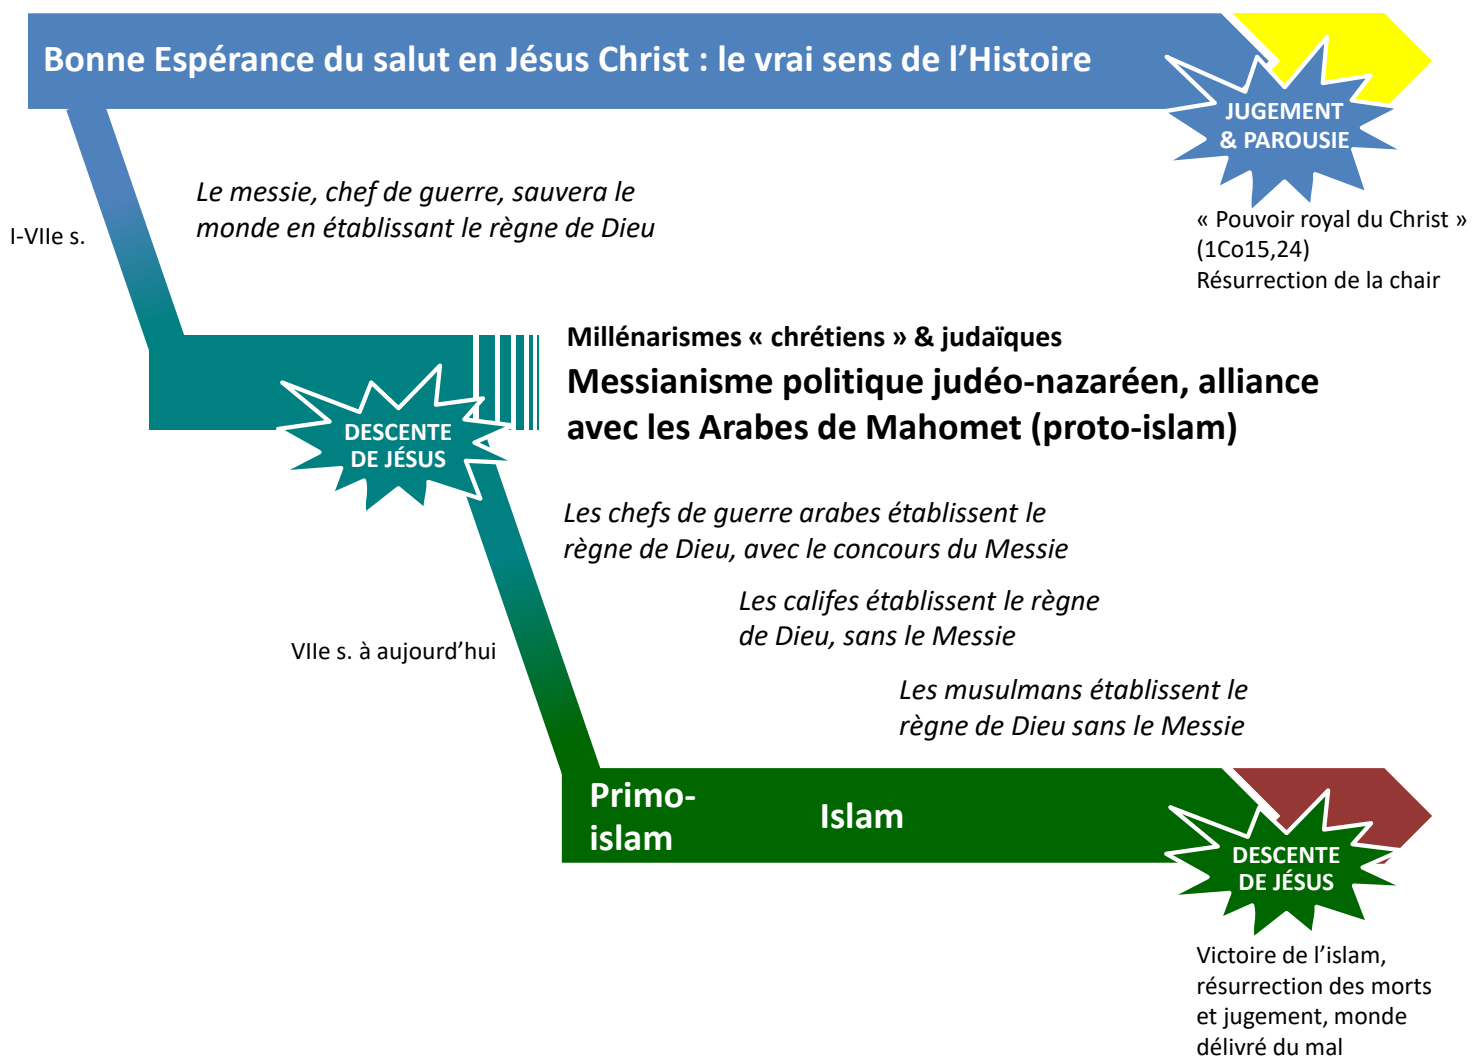 Bonne Espérance du salut en Jésus Christ : le vrai sens de l’Histoire
JUGEMENT
& PAROUSIE
Le messie, chef de guerre, sauvera le
monde en établissant le règne de Dieu
I-VIIe s.
« Pouvoir royal du Christ »
(1Co15,24)
Résurrection de la chair
Millénarismes « chrétiens » & judaïques
Messianisme politique judéo-nazaréen, alliance
avec les Arabes de Mahomet (proto-islam)
DESCENTE
DE JÉSUS
Les chefs de guerre arabes établissent le
règne de Dieu, avec le concours du Messie
Les califes établissent le règne
de Dieu, sans le Messie
VIIe s. à aujourd’hui
Les musulmans établissent le
règne de Dieu sans le Messie
Primo-
islam
Islam
DESCENTE
DE JÉSUS
Victoire de l’islam,
résurrection des morts
et jugement, monde
délivré du mal